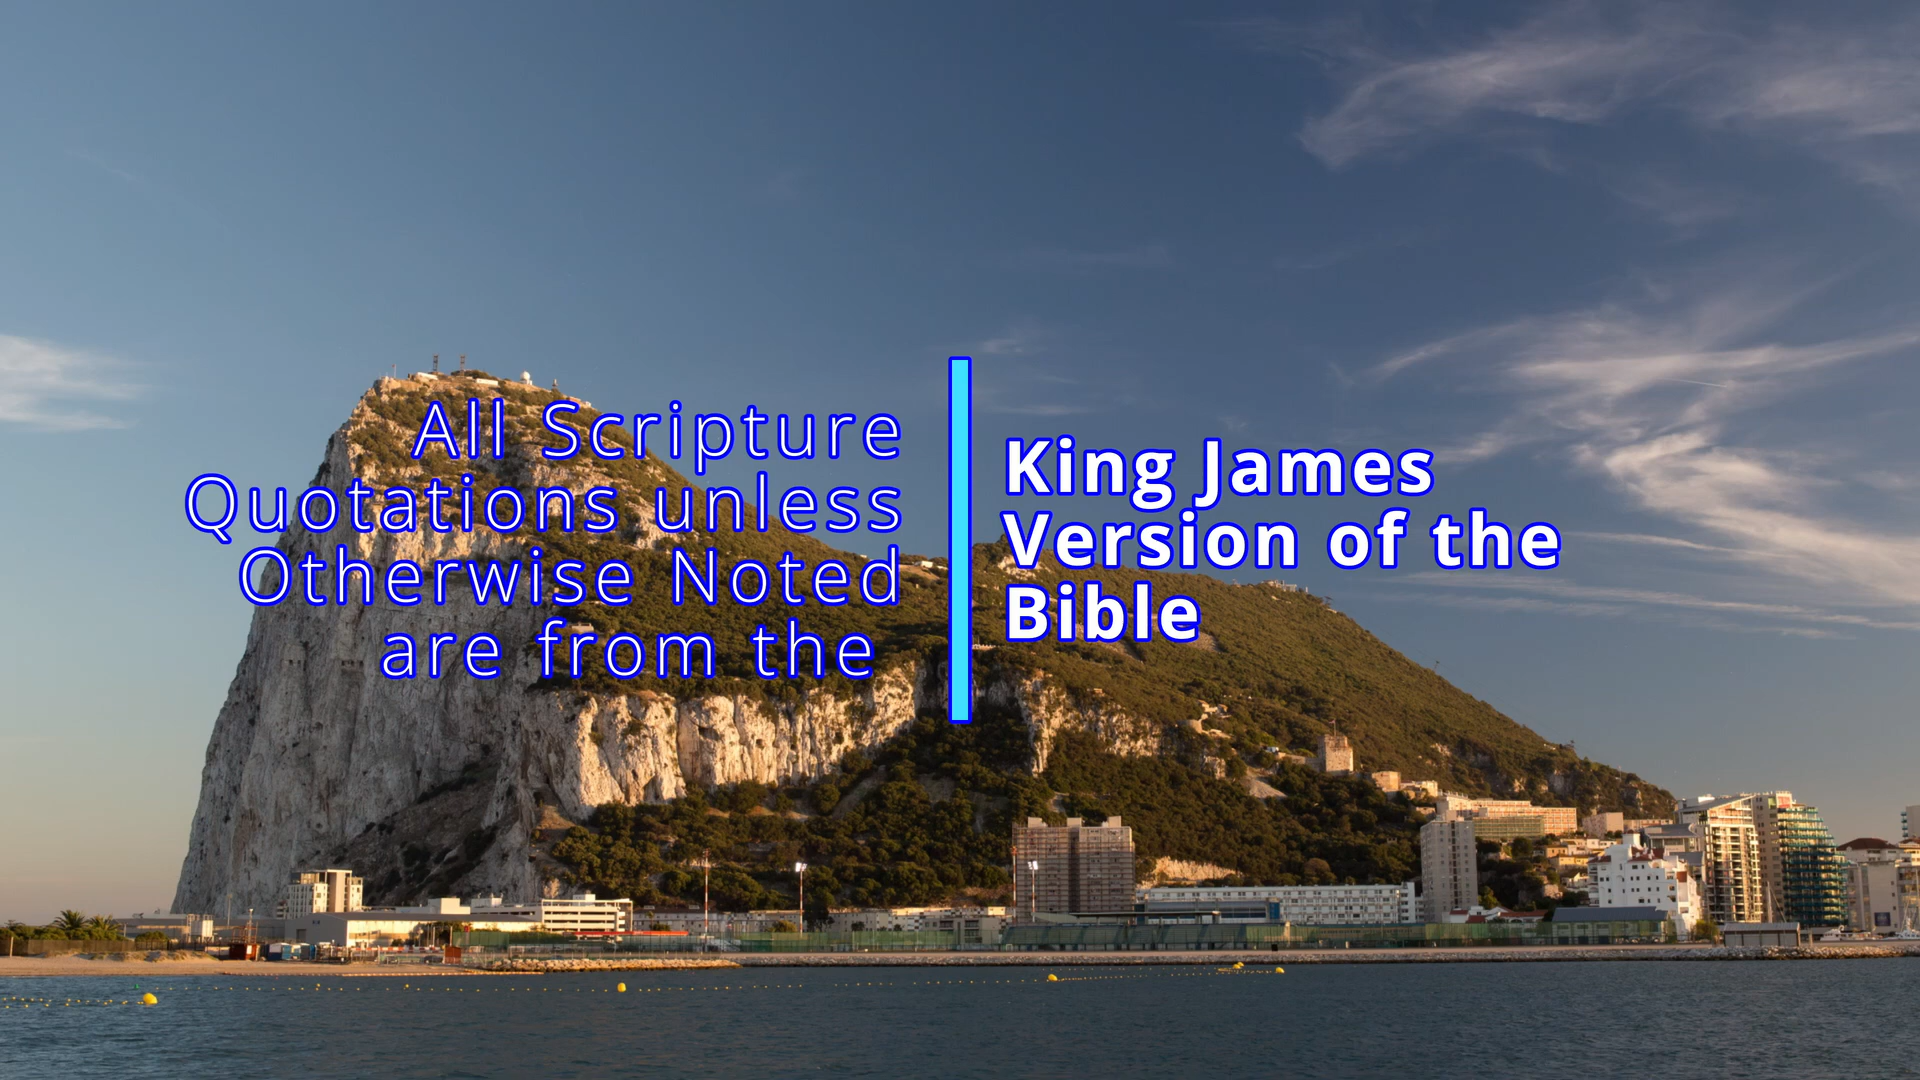 All Scripture
Quotations unless
Otherwise Noted
are from the
King James
Version of the
Bible